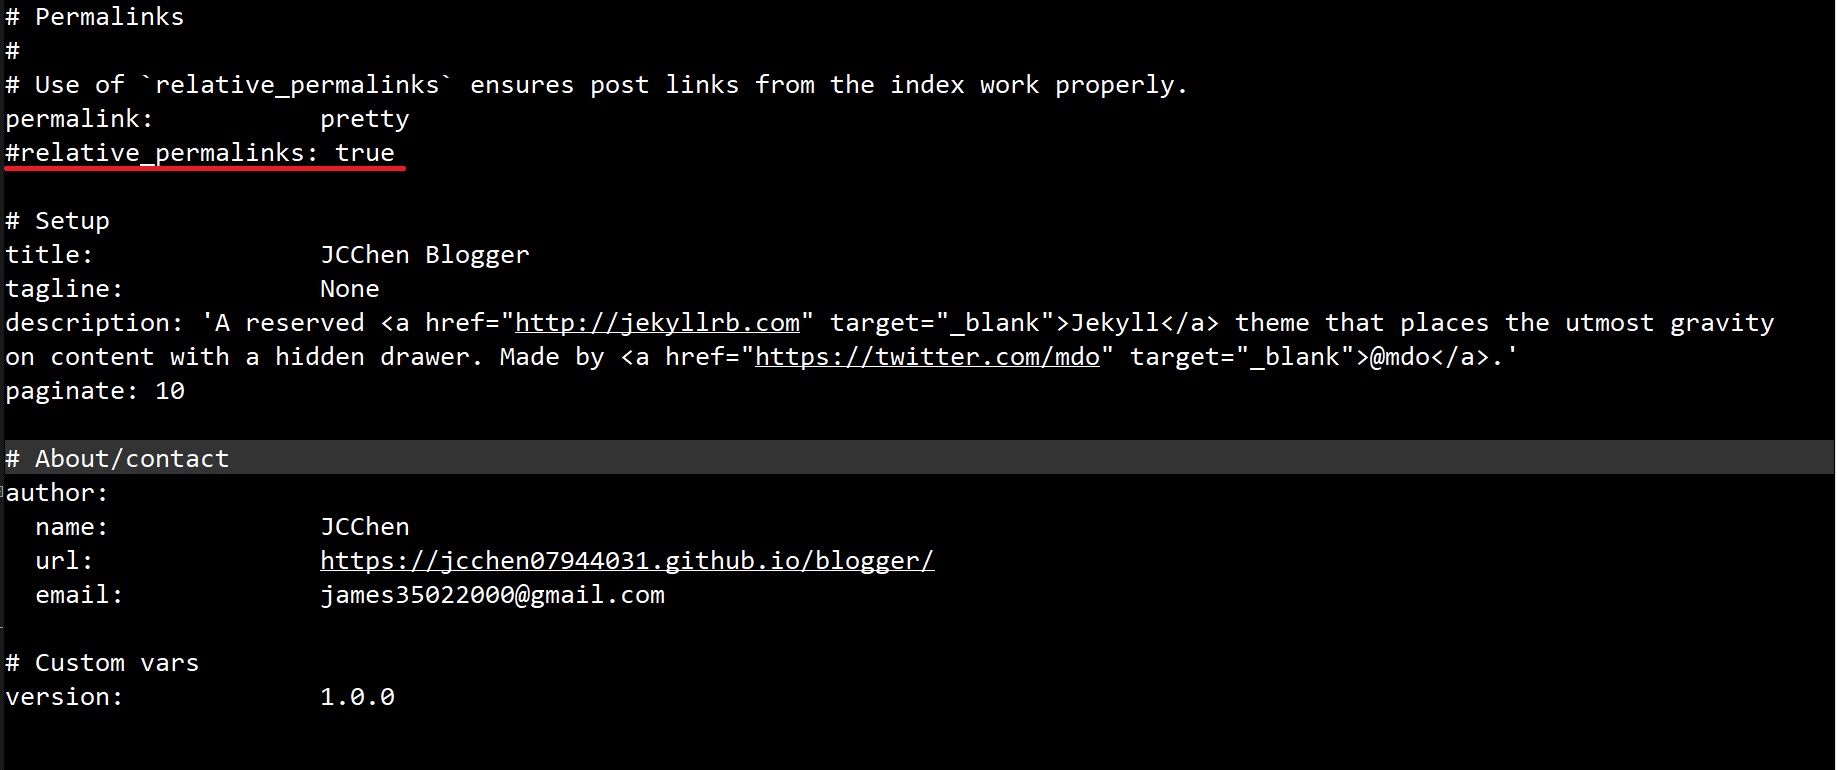 # Permalinks
#
# Use of `relative_permalinks` ensures post links from the index work properly.
permalink:           pretty
#relative_permalinks: true

# Setup
title:               JCChen Blogger
tagline:             None
description: 'A reserved <a href="http://jekyllrb.com" target="_blank">Jekyll</a> theme that places the utmost gravity
on content with a hidden drawer. Made by <a href="https://twitter.com/mdo" target="_blank">@mdo</a>.'
paginate: 10

# About/contact
author:
  name:              JCChen
  url:               https://jcchen07944031.github.io/blogger/
  email:             james35022000@gmail.com

# Custom vars
version:             1.0.0